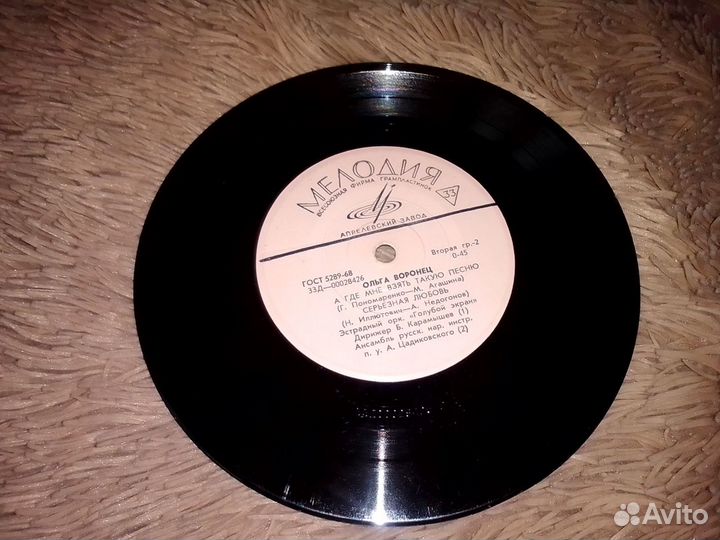 МЕЛОДИЯ
ВСЕСОЮЗНАЯ ФИРМА ГРАМПЛАСТИНОК
33
АПРЕЛЕВСКИЙ ЗАВОД
ГОСТ 5289-68
33Д—00028426
Вторая гр.-2
0-45
ОЛЬГА ВОРОНЕЦ
А ГДЕ МНЕ ВЗЯТЬ ТАКУЮ ПЕСНЮ
(Г. Пономаренко—М. Агашина)
СЕРЬЕЗНАЯ ЛЮБОВЬ
(Н. Иллютович—А. Недогонов)
Эстрадный орк. "Голубой экран"
Дирижер Б. Карамышев (1)
Ансамбль русск. нар. инстр.
п. у. А. Цадиковского (2)
Avito